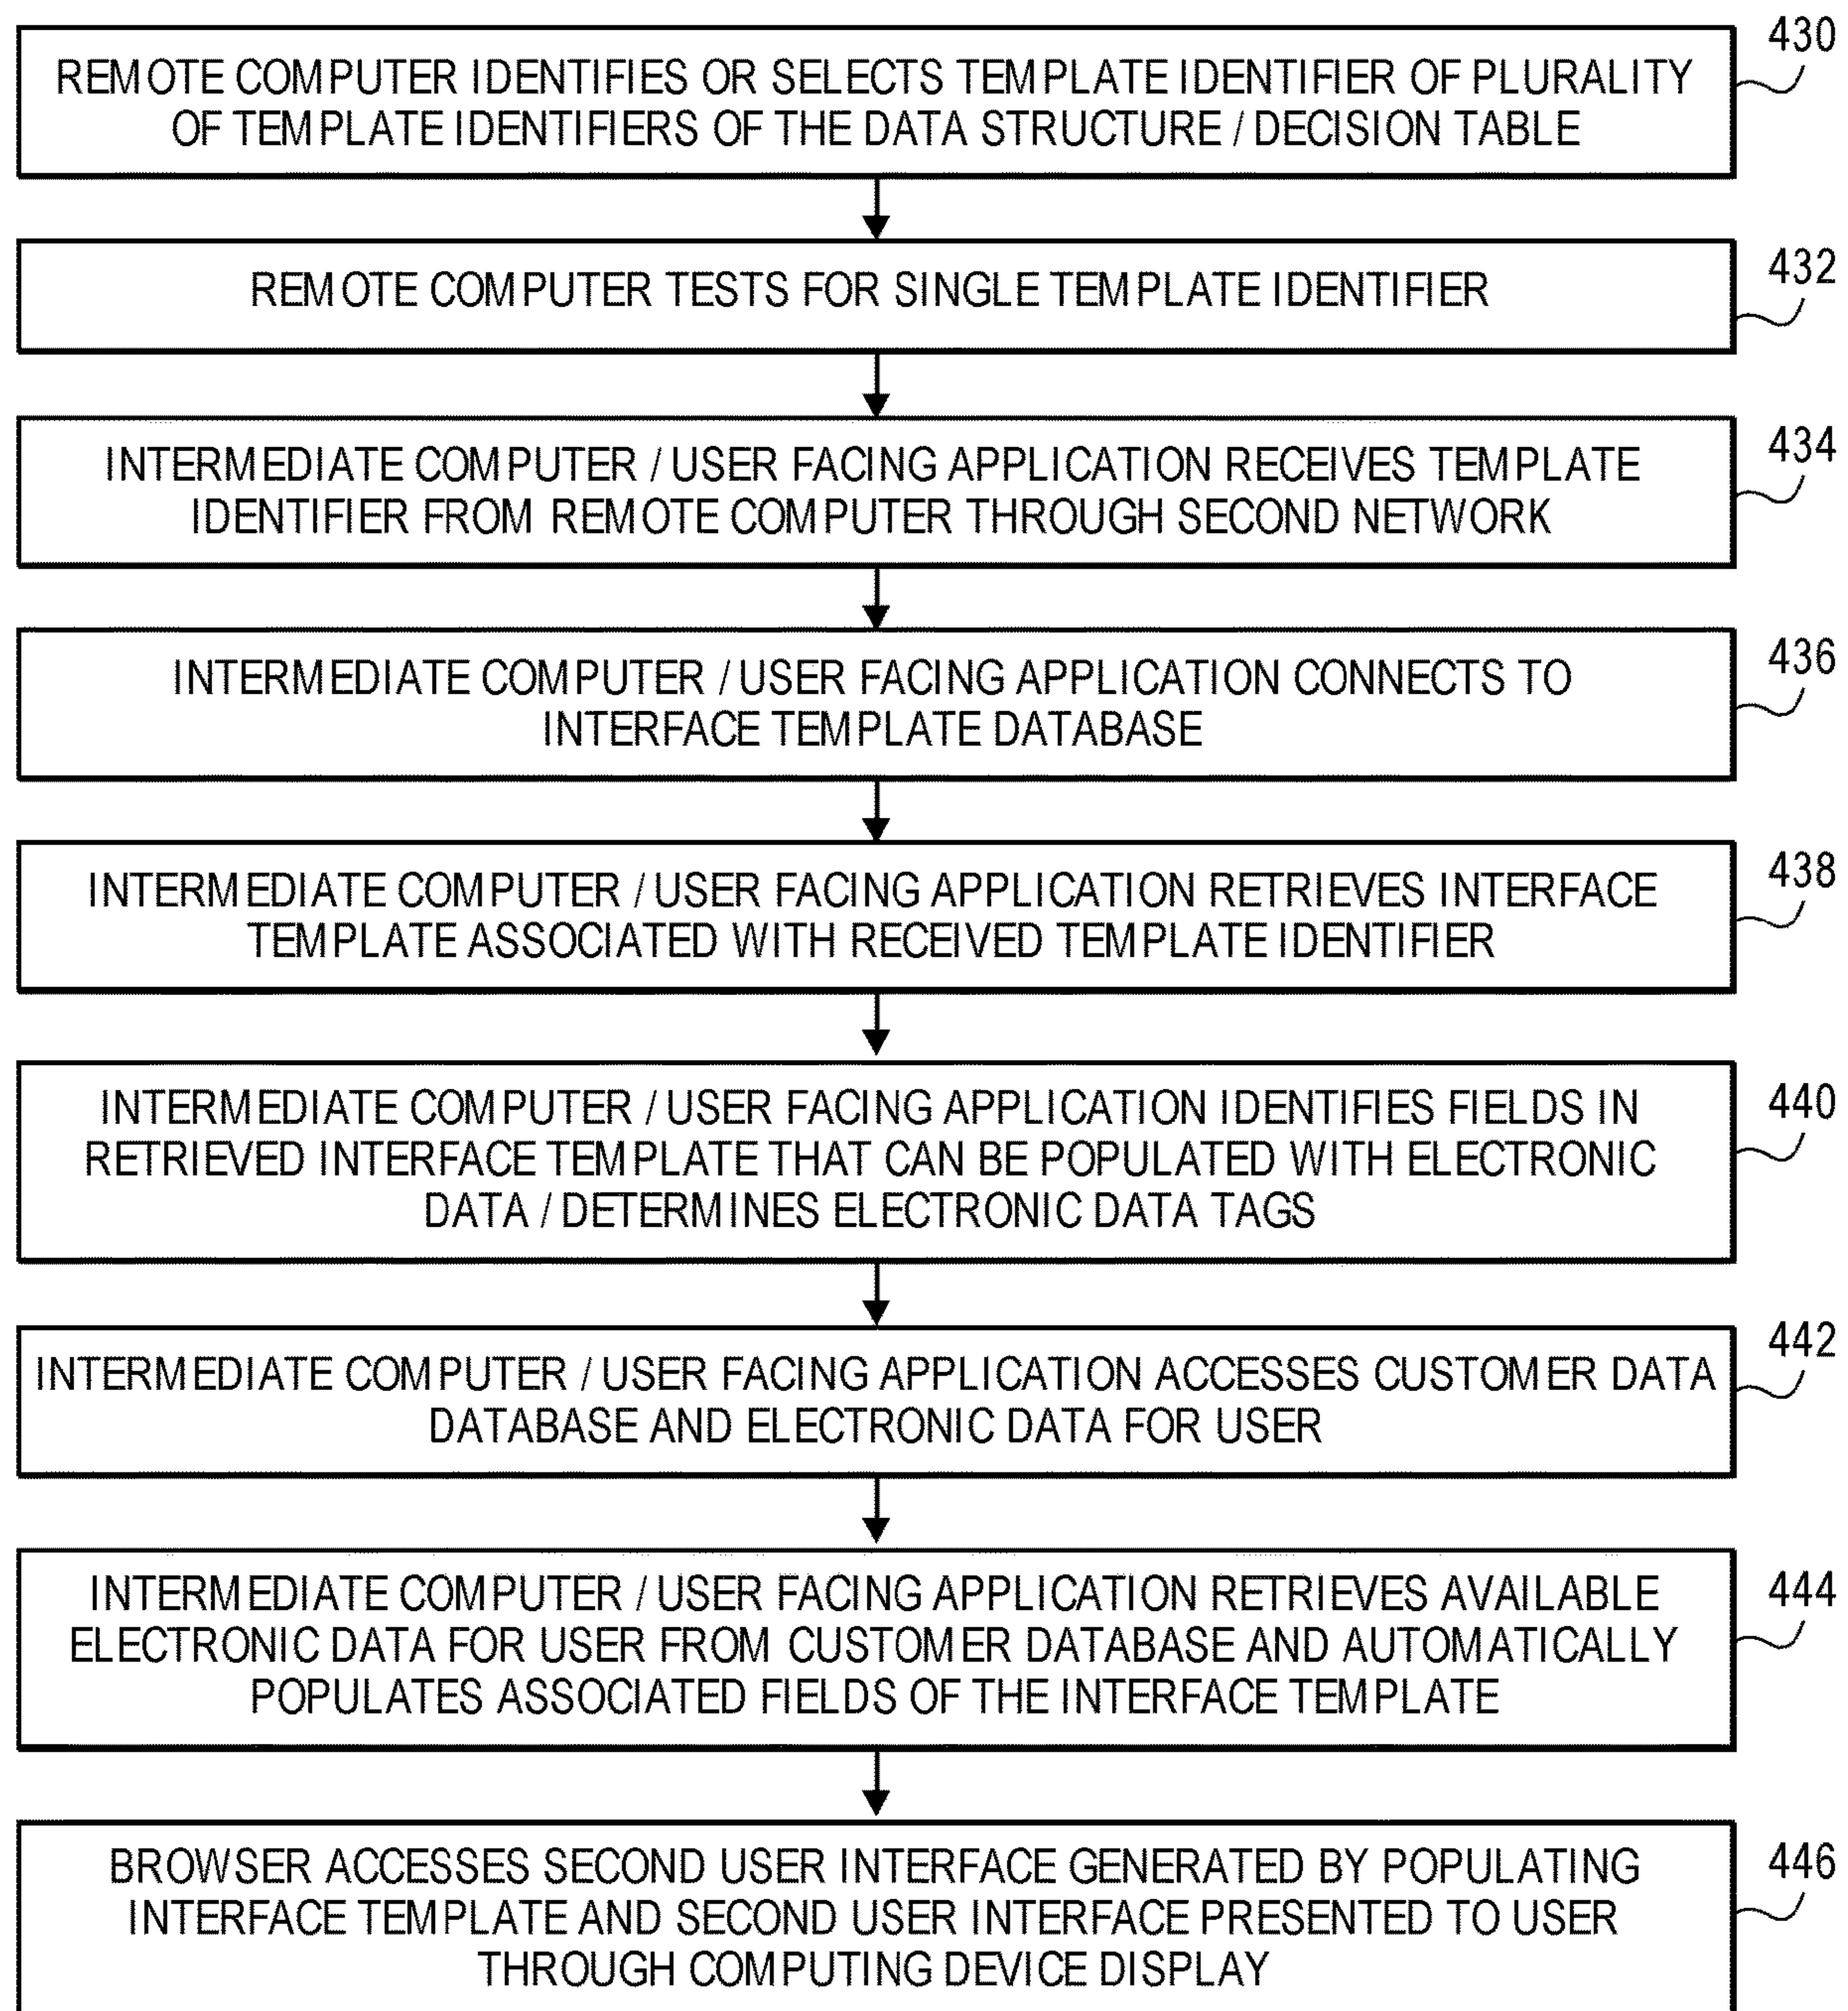 430
REMOTE COMPUTER IDENTIFIES OR SELECTS TEMPLATE IDENTIFIER OF PLURALITY
OF TEMPLATE IDENTIFIERS OF THE DATA STRUCTURE / DECISION TABLE
432
REMOTE COMPUTER TESTS FOR SINGLE TEMPLATE IDENTIFIER
434
INTERMEDIATE COMPUTER / USER FACING APPLICATION RECEIVES TEMPLATE
IDENTIFIER FROM REMOTE COMPUTER THROUGH SECOND NETWORK
436
INTERMEDIATE COMPUTER / USER FACING APPLICATION CONNECTS TO
INTERFACE TEMPLATE DATABASE
438
INTERMEDIATE COMPUTER / USER FACING APPLICATION RETRIEVES INTERFACE
TEMPLATE ASSOCIATED WITH RECEIVED TEMPLATE IDENTIFIER
440
INTERMEDIATE COMPUTER / USER FACING APPLICATION IDENTIFIES FIELDS IN
RETRIEVED INTERFACE TEMPLATE THAT CAN BE POPULATED WITH ELECTRONIC
DATA / DETERMINES ELECTRONIC DATA TAGS
442
INTERMEDIATE COMPUTER / USER FACING APPLICATION ACCESSES CUSTOMER DATA
DATABASE AND ELECTRONIC DATA FOR USER
444
INTERMEDIATE COMPUTER / USER FACING APPLICATION RETRIEVES AVAILABLE
ELECTRONIC DATA FOR USER FROM CUSTOMER DATABASE AND AUTOMATICALLY
POPULATES ASSOCIATED FIELDS OF THE INTERFACE TEMPLATE
446
BROWSER ACCESSES SECOND USER INTERFACE GENERATED BY POPULATING
INTERFACE TEMPLATE AND SECOND USER INTERFACE PRESENTED TO USER
THROUGH COMPUTING DEVICE DISPLAY